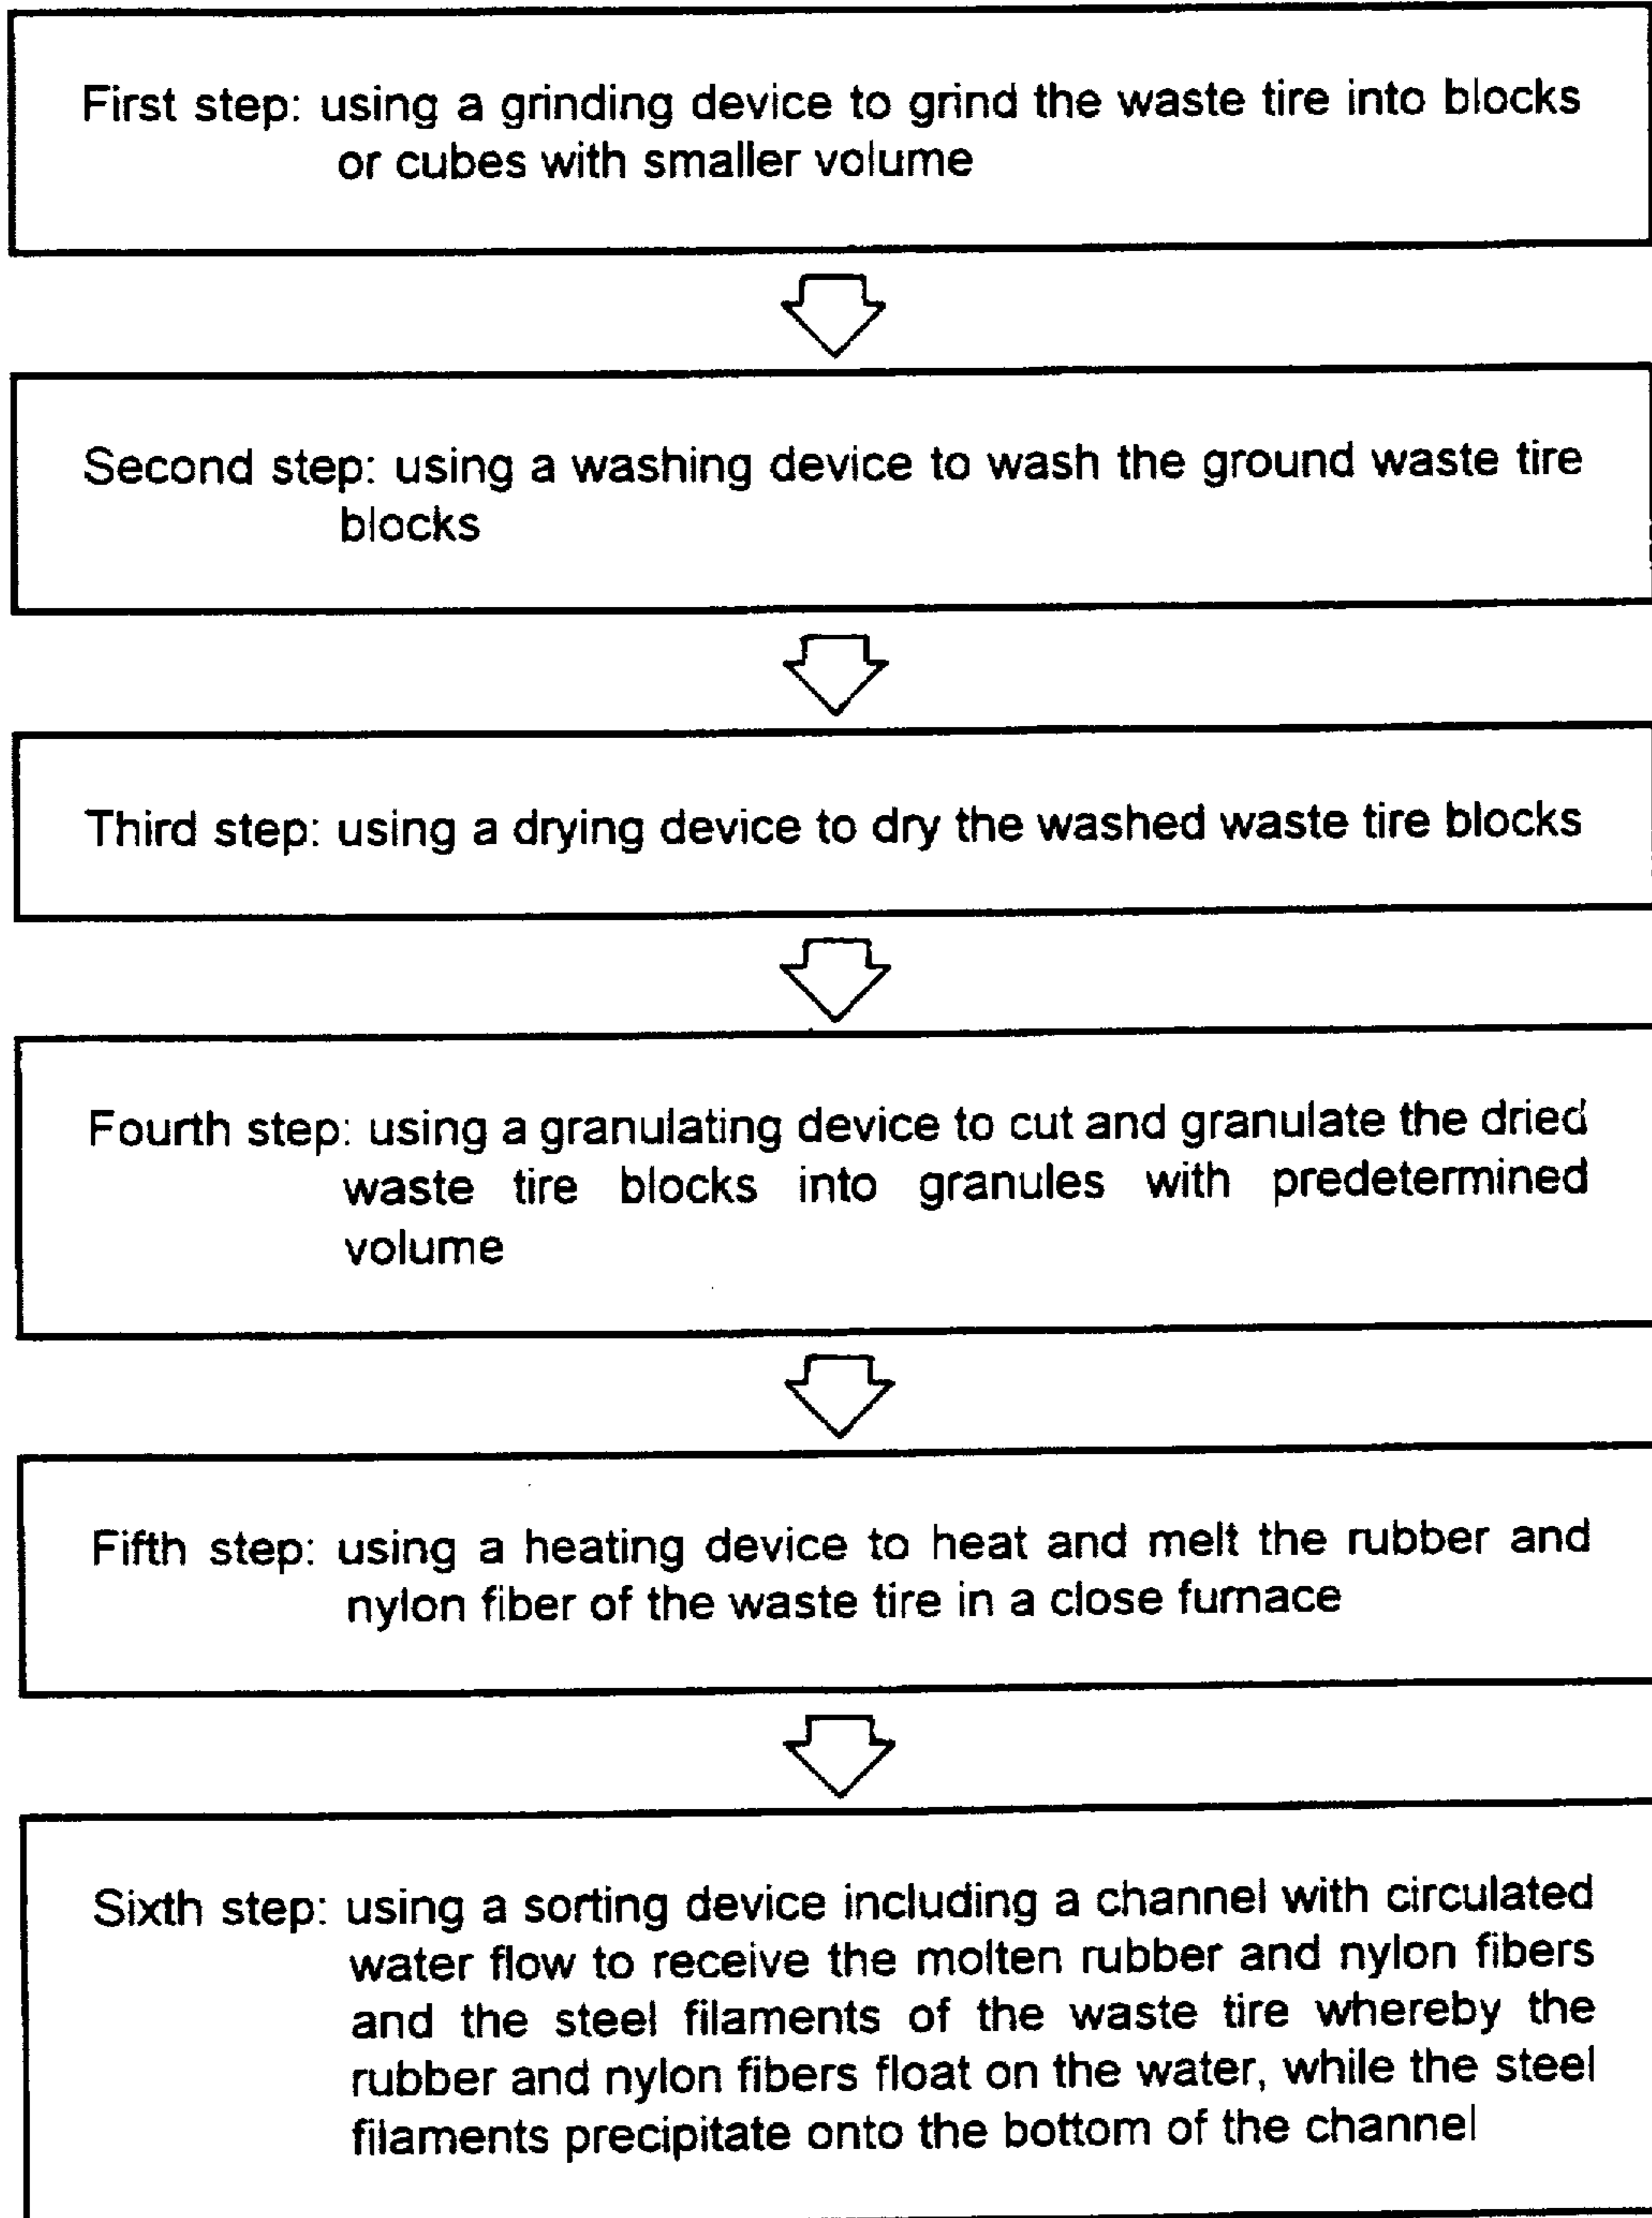 First step: using a grinding device to grind the waste tire into blocks
or cubes with smaller volume
Second step: using a washing device to wash the ground waste tire
blocks
Third step: using a drying device to dry the washed waste tire blocks
Fourth step: using a granulating device to cut and granulate the dried
waste tire blocks into granules with predetermined
volume
Fifth step: using a heating device to heat and melt the rubber and
nylon fiber of the waste tire in a close furnace
Sixth step: using a sorting device including a channel with circulated
water flow to receive the molten rubber and nylon fibers
and the steel filaments of the waste tire whereby the
rubber and nylon fibers float on the water, while the steel
filaments precipitate onto the bottom of the channel